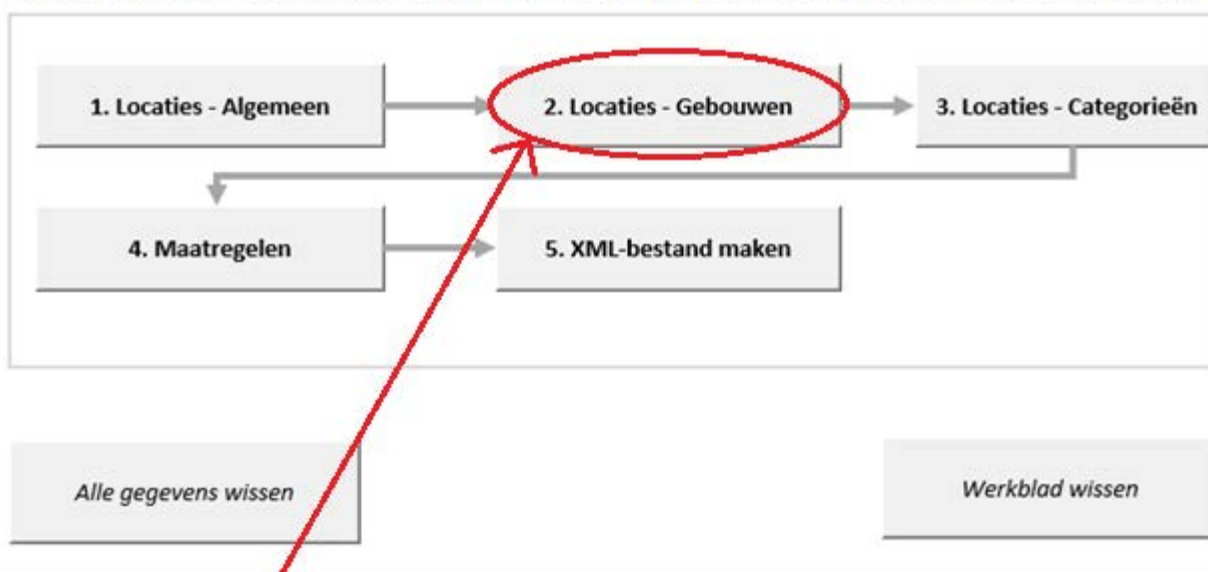 1. Locaties - Algemeen
2. Locaties - Gebouwen
3. Locaties - Categorieën
4. Maatregelen
5. XML-bestand maken
Alle gegevens wissen
Werkblad wissen